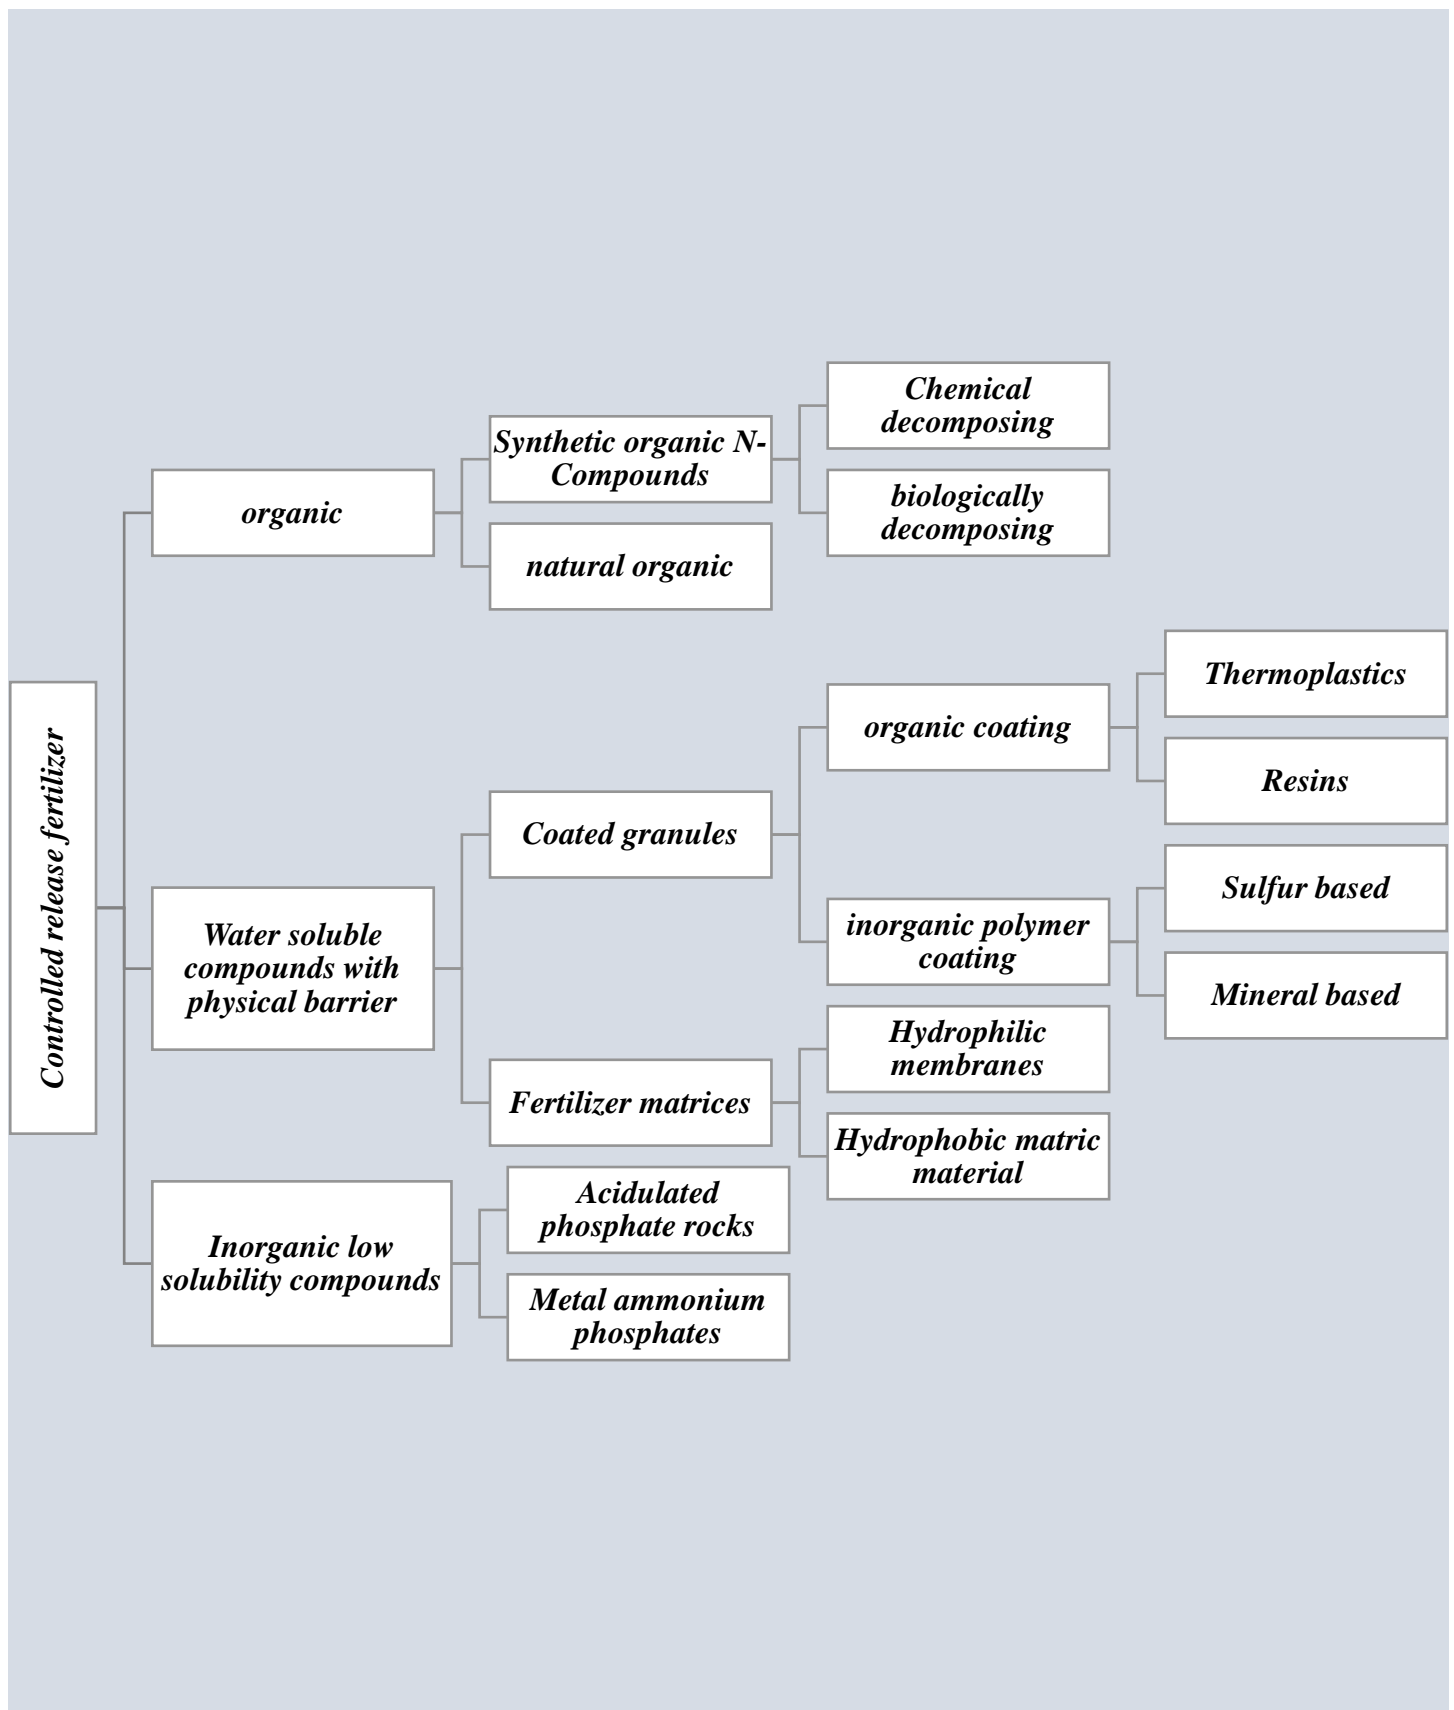 Controlled release fertilizer
organic
Synthetic organic N-
Compounds
Chemical
decomposing
biologically
decomposing
natural organic
Water soluble
compounds with
physical barrier
Coated granules
organic coating
Thermoplastics
Resins
inorganic polymer
coating
Sulfur based
Mineral based
Fertilizer matrices
Hydrophilic
membranes
Hydrophobic matric
material
Inorganic low
solubility compounds
Acidulated
phosphate rocks
Metal ammonium
phosphates